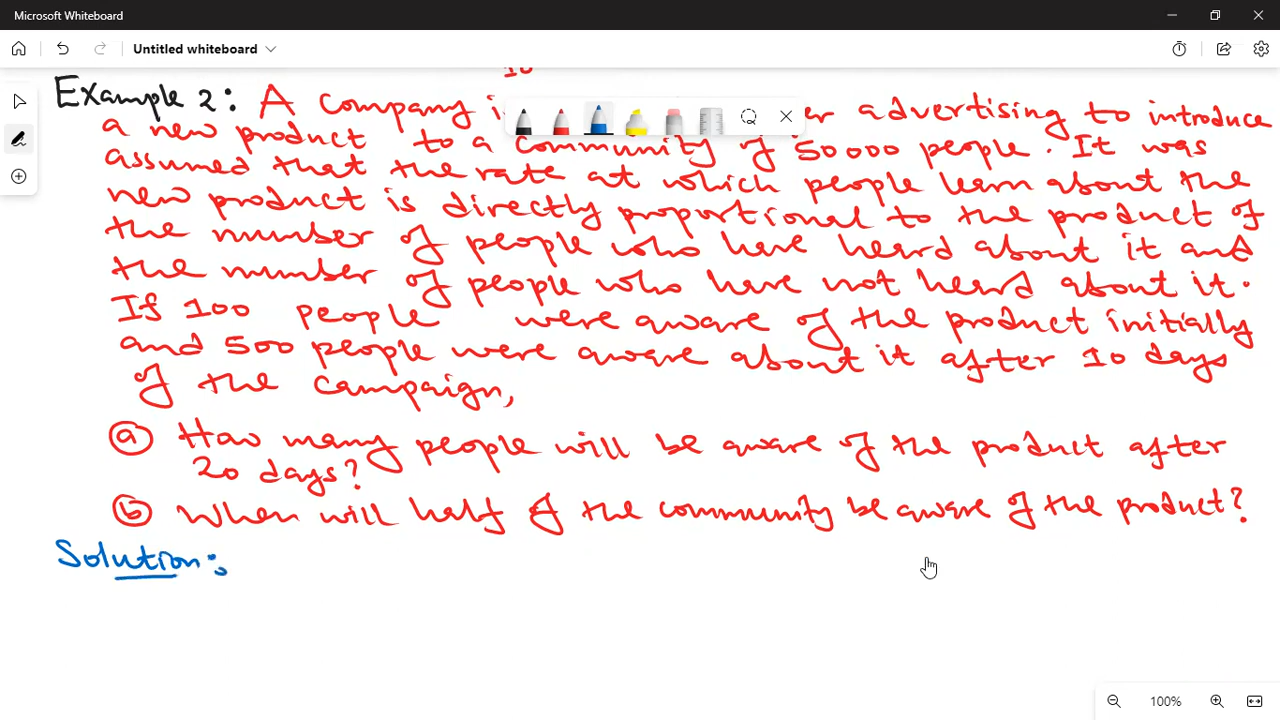 Microsoft Whiteboard
Untitled whiteboard
Example 2: A company advertising to introduce
a new product to a community of 50000 people. It was
assumed that the rate at which people learn about the
new product is directly proportional to the product of
the number of people who have heard about it and
the number of people who have not heard about it.
If 100 people were aware of the product initially
and 500 people were aware about it after 10 days
of the campaign,
(a) How many people will be aware of the product after
20 days?
(b) When will half of the community be aware of the product?
Solution:
100%